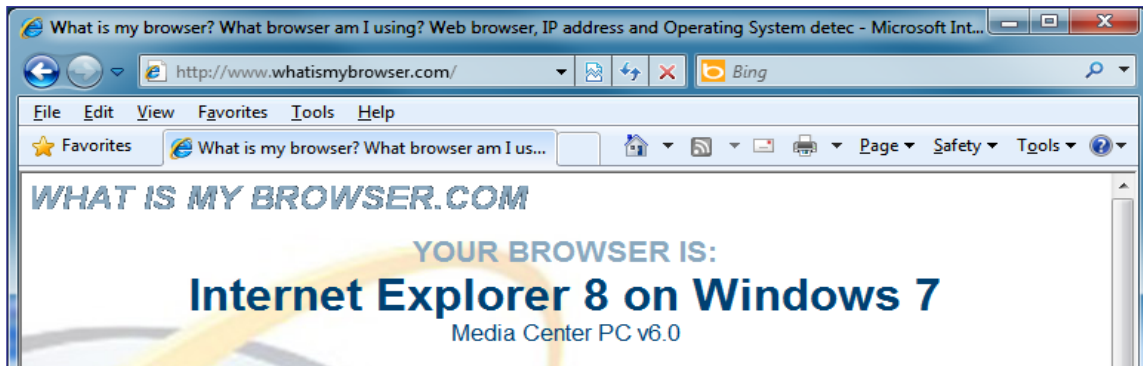 What is my browser? What browser am I using? Web browser, IP address and Operating System detec - Microsoft Int...
http://www.whatismybrowser.com/ Bing
File Edit View Favorites Tools Help
Favorites What is my browser? What browser am I us... Page Safety Tools
WHAT IS MY BROWSER.COM
YOUR BROWSER IS:
Internet Explorer 8 on Windows 7
Media Center PC v6.0